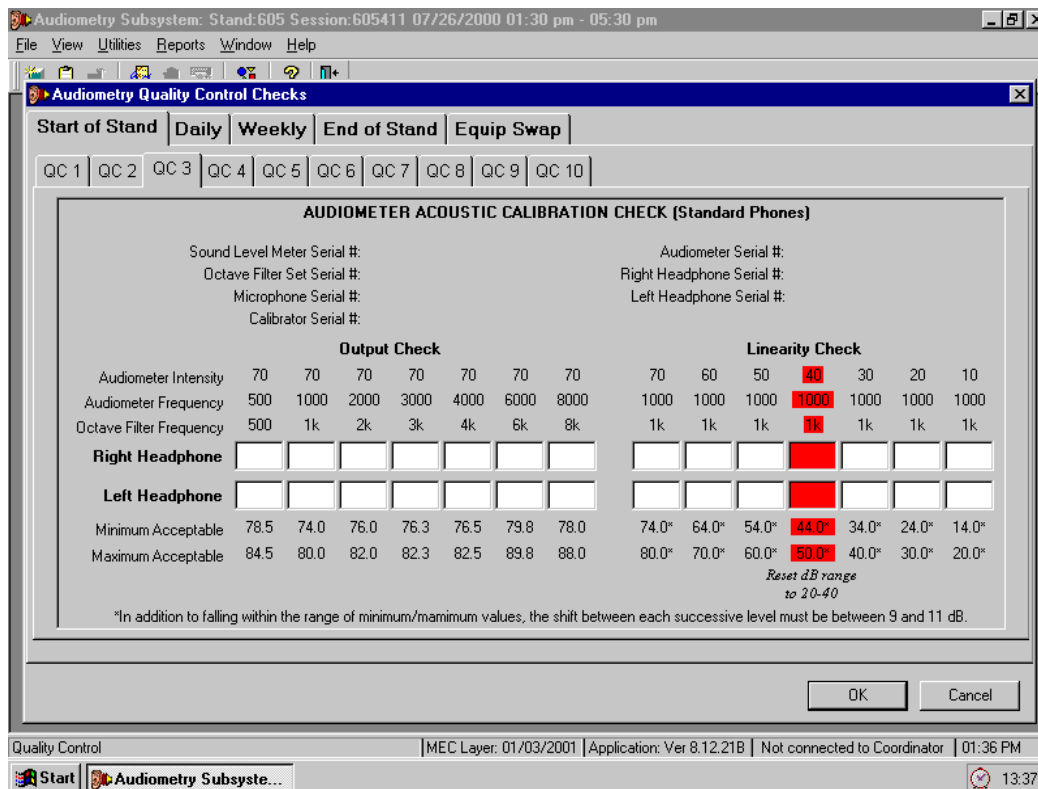 Audiometry Subsystem: Stand:605 Session:605411 07/26/2000 01:30 pm - 05:30 pm
File View Utilities Reports Window Help
Audiometry Quality Control Checks
Start of Stand Daily Weekly End of Stand Equip Swap
QC 1 QC 2 QC 3 QC 4 QC 5 QC 6 QC 7 QC 8 QC 9 QC 10
AUDIOMETER ACOUSTIC CALIBRATION CHECK (Standard Phones)
Sound Level Meter Serial #: Audiometer Serial #:
Octave Filter Set Serial #: Right Headphone Serial #:
Microphone Serial #: Left Headphone Serial #:
Calibrator Serial #:
Output Check Linearity Check
Audiometer Intensity 70 70 70 70 70 70 70 70 60 50 40 30 20 10
Audiometer Frequency 500 1000 2000 3000 4000 6000 8000 1000 1000 1000 1000 1000 1000 1000
Octave Filter Frequency 500 1k 2k 3k 4k 6k 8k 1k 1k 1k 1k 1k 1k 1k
Right Headphone
Left Headphone
Minimum Acceptable 78.5 74.0 76.0 76.3 76.5 79.8 78.0 74.0* 64.0* 54.0* 44.0* 34.0* 24.0* 14.0*
Maximum Acceptable 84.5 80.0 82.0 82.3 82.5 89.8 88.0 80.0* 70.0* 60.0* 50.0* 40.0* 30.0* 20.0*
Reset dB range
to 20-40
*In addition to falling within the range of minimum/mamimum values, the shift between each successive level must be between 9 and 11 dB.
OK Cancel
Quality Control MEC Layer: 01/03/2001 Application: Ver 8.12.21B Not connected to Coordinator 01:36 PM
Start Audiometry Subsyste... 13:37